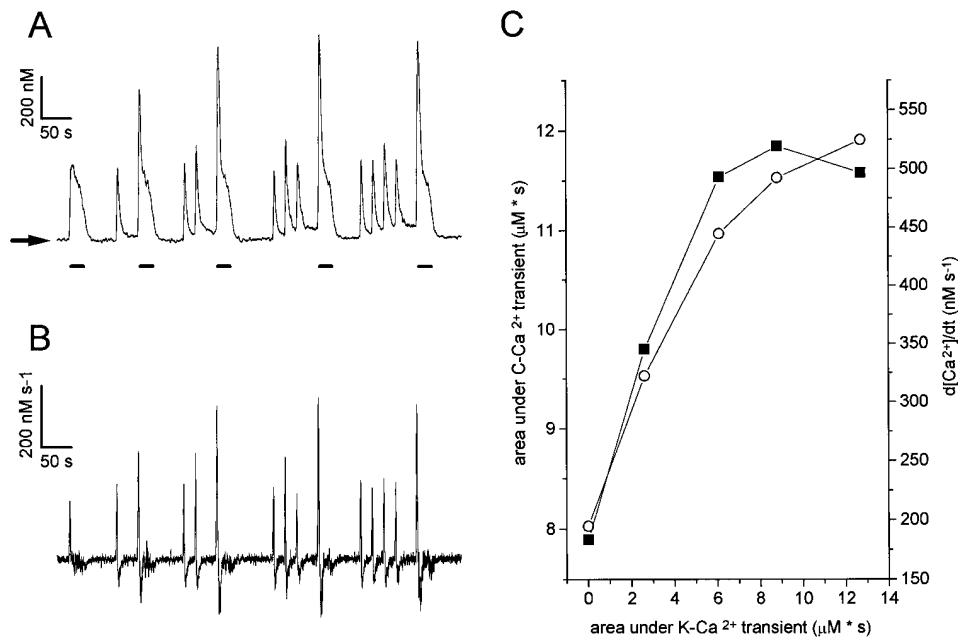 A
200 nM
50 s
B
200 nM s-1
50 s
C
area under C-Ca 2+ transient (μM * s)
12
11
10
9
8
550
500
450
400
350
300
250
200
150
d[Ca2+]/dt (nM s-1)
0 2 4 6 8 10 12 14
area under K-Ca 2+ transient (μM * s)